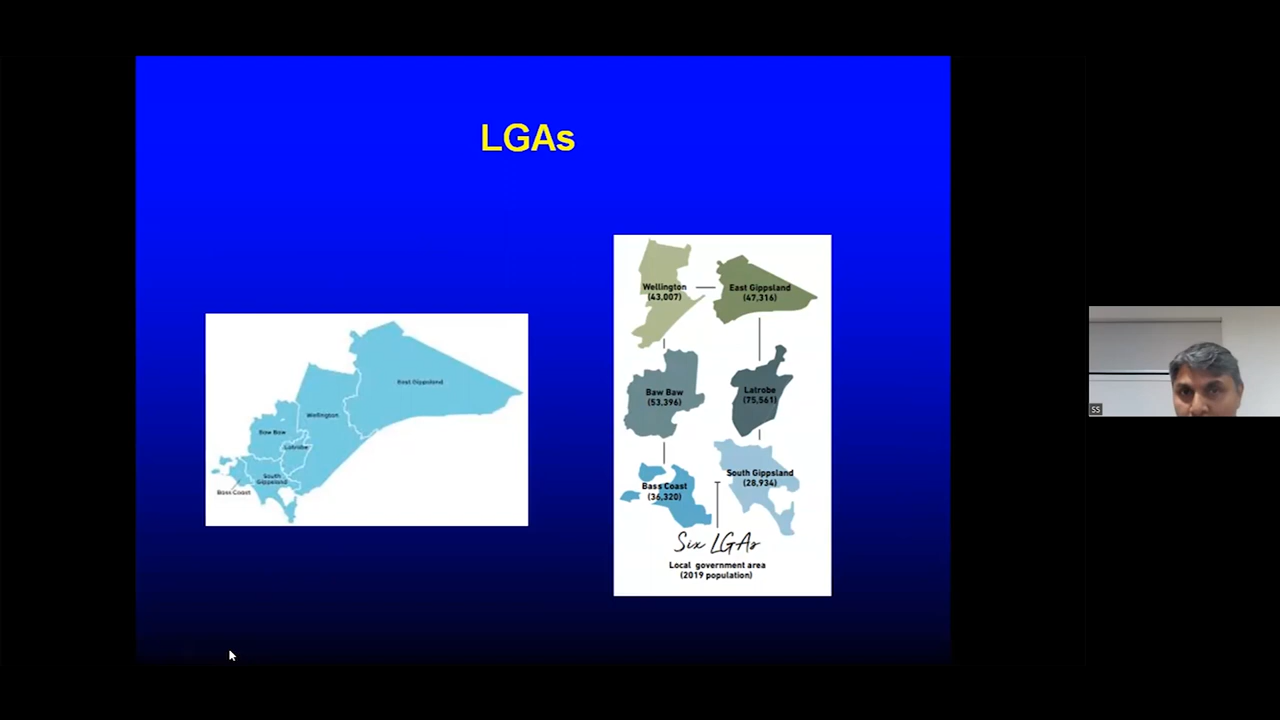 LGAs
East Gippsland
Wellington
Baw Baw
Latrobe
South
Gippsland
Bass Coast
Wellington
(43,007)
East Gippsland
(47,316)
Baw Baw
(53,396)
Latrobe
(75,561)
Bass Coast
(36,320)
South Gippsland
(28,934)
Six LGAs
Local government area
(2019 population)
SS